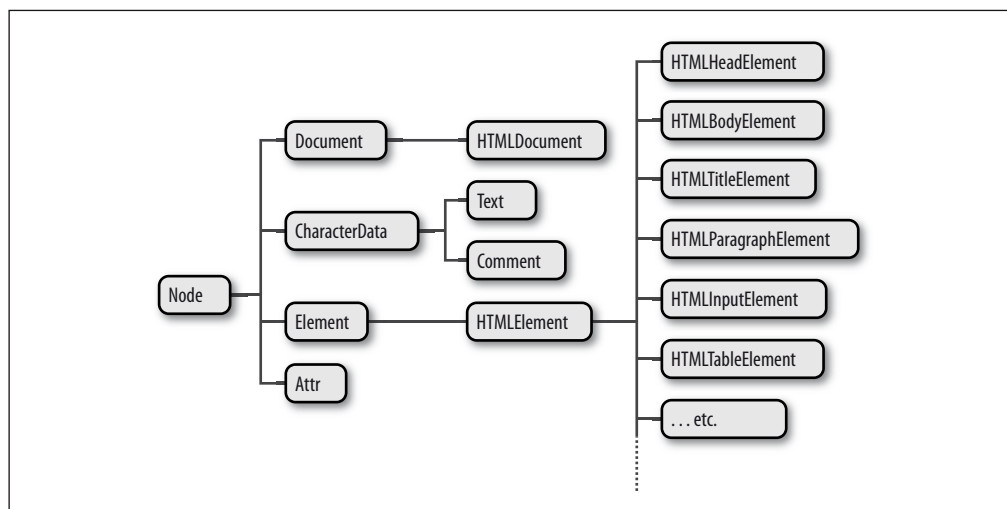 Node
Document
HTMLDocument
CharacterData
Text
Comment
Element
HTMLElement
Attr
HTMLHeadElement
HTMLBodyElement
HTMLTitleElement
HTMLParagraphElement
HTMLInputElement
HTMLTableElement
. . . etc.